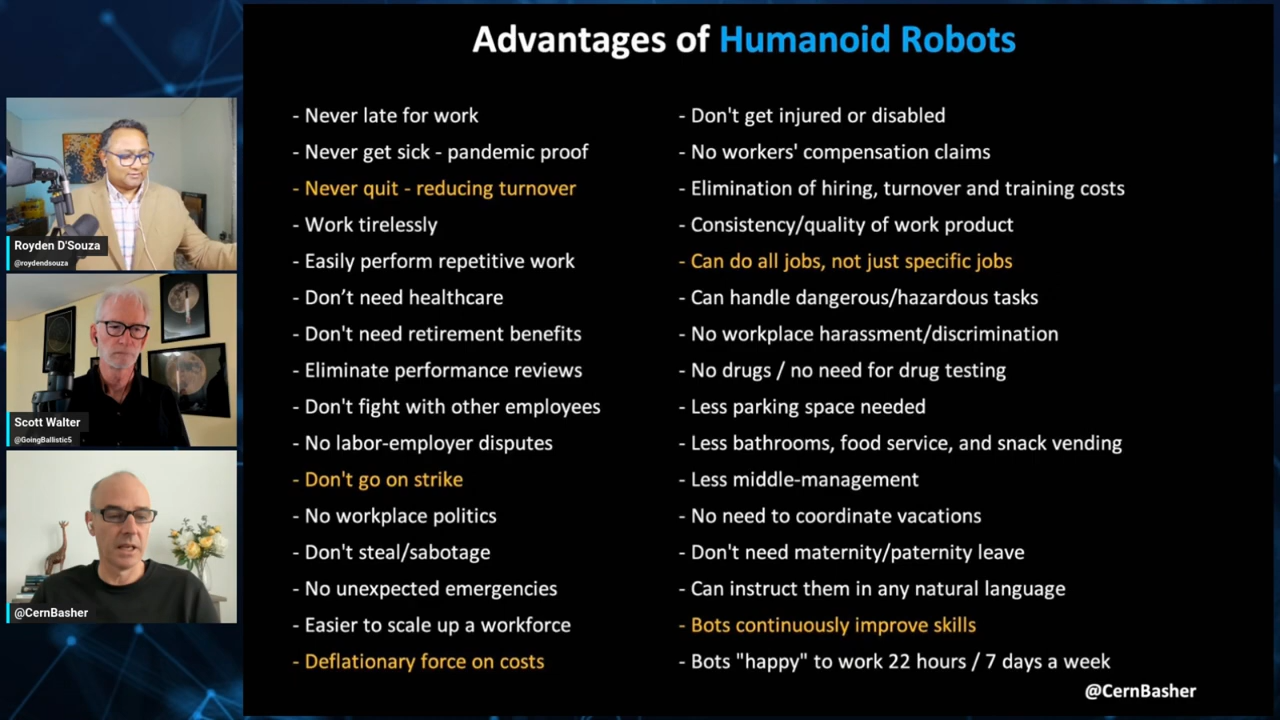 Advantages of Humanoid Robots
- Never late for work
- Never get sick - pandemic proof
- Never quit - reducing turnover
- Work tirelessly
- Easily perform repetitive work
- Don’t need healthcare
- Don't need retirement benefits
- Eliminate performance reviews
- Don't fight with other employees
- No labor-employer disputes
- Don't go on strike
- No workplace politics
- Don't steal/sabotage
- No unexpected emergencies
- Easier to scale up a workforce
- Deflationary force on costs
- Don't get injured or disabled
- No workers' compensation claims
- Elimination of hiring, turnover and training costs
- Consistency/quality of work product
- Can do all jobs, not just specific jobs
- Can handle dangerous/hazardous tasks
- No workplace harassment/discrimination
- No drugs / no need for drug testing
- Less parking space needed
- Less bathrooms, food service, and snack vending
- Less middle-management
- No need to coordinate vacations
- Don't need maternity/paternity leave
- Can instruct them in any natural language
- Bots continuously improve skills
- Bots "happy" to work 22 hours / 7 days a week
@CernBasher
Royden D'Souza
@roydendsouza
Scott Walter
@GoingBallistic5
@CernBasher